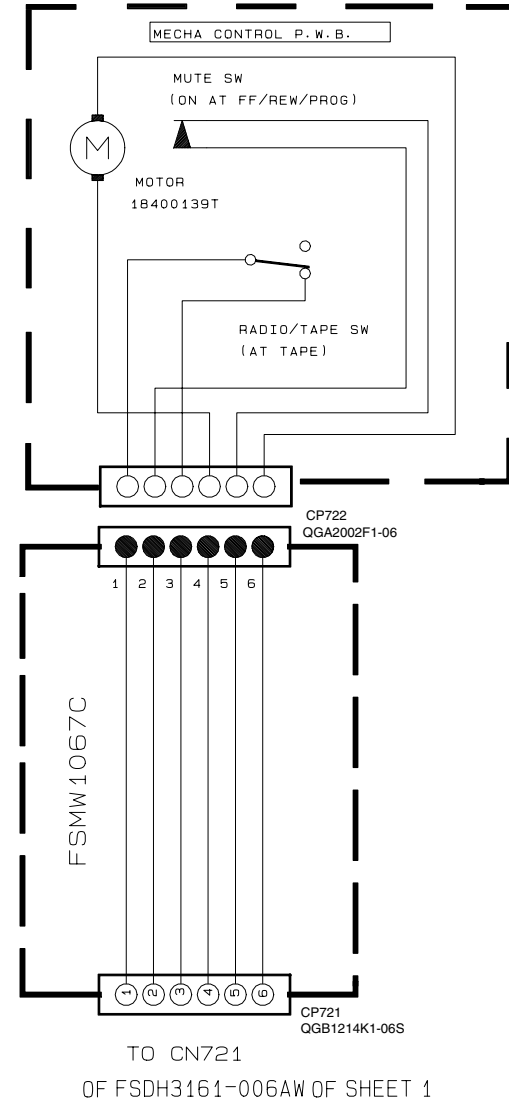 MECHA CONTROL P.W.B.
MUTE SW
(ON AT FF/REW/PROG)
M
MOTOR
18400139T
RADIO/TAPE SW
(AT TAPE)
CP722
QGA2002F1-06
1 2 3 4 5 6
FSMW1067C
1 2 3 4 5 6
CP721
QGB1214K1-06S
TO CN721
OF FSDH3161-006AW OF SHEET 1